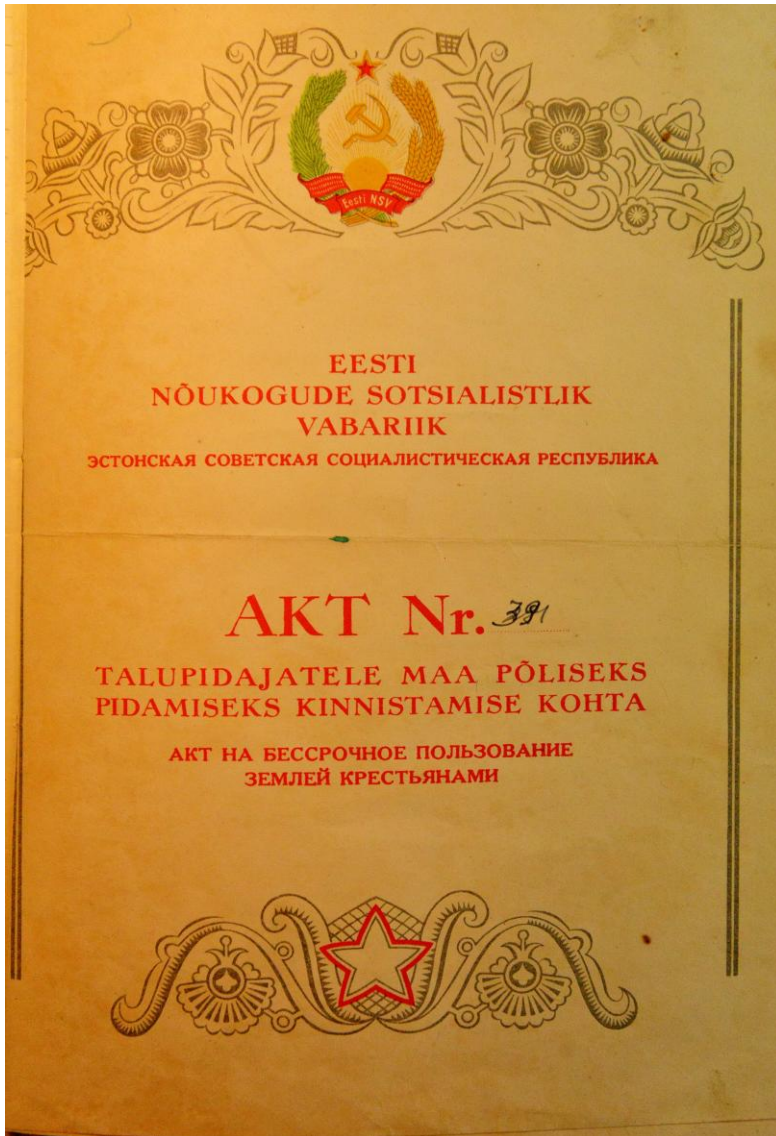 Eesti NSV
EESTI
NÕUKOGUDE SOTSIALISTLIK
VABARIIK
ЭСТОНСКАЯ СОВЕТСКАЯ СОЦИАЛИСТИЧЕСКАЯ РЕСПУБЛИКА
AKT Nr. 391
TALUPIDAJATELE MAA PÕLISEKS
PIDAMISEKS KINNISTAMISE KOHTA
АКТ НА БЕССРОЧНОЕ ПОЛЬЗОВАНИЕ
ЗЕМЛЕЙ КРЕСТЬЯНАМИ